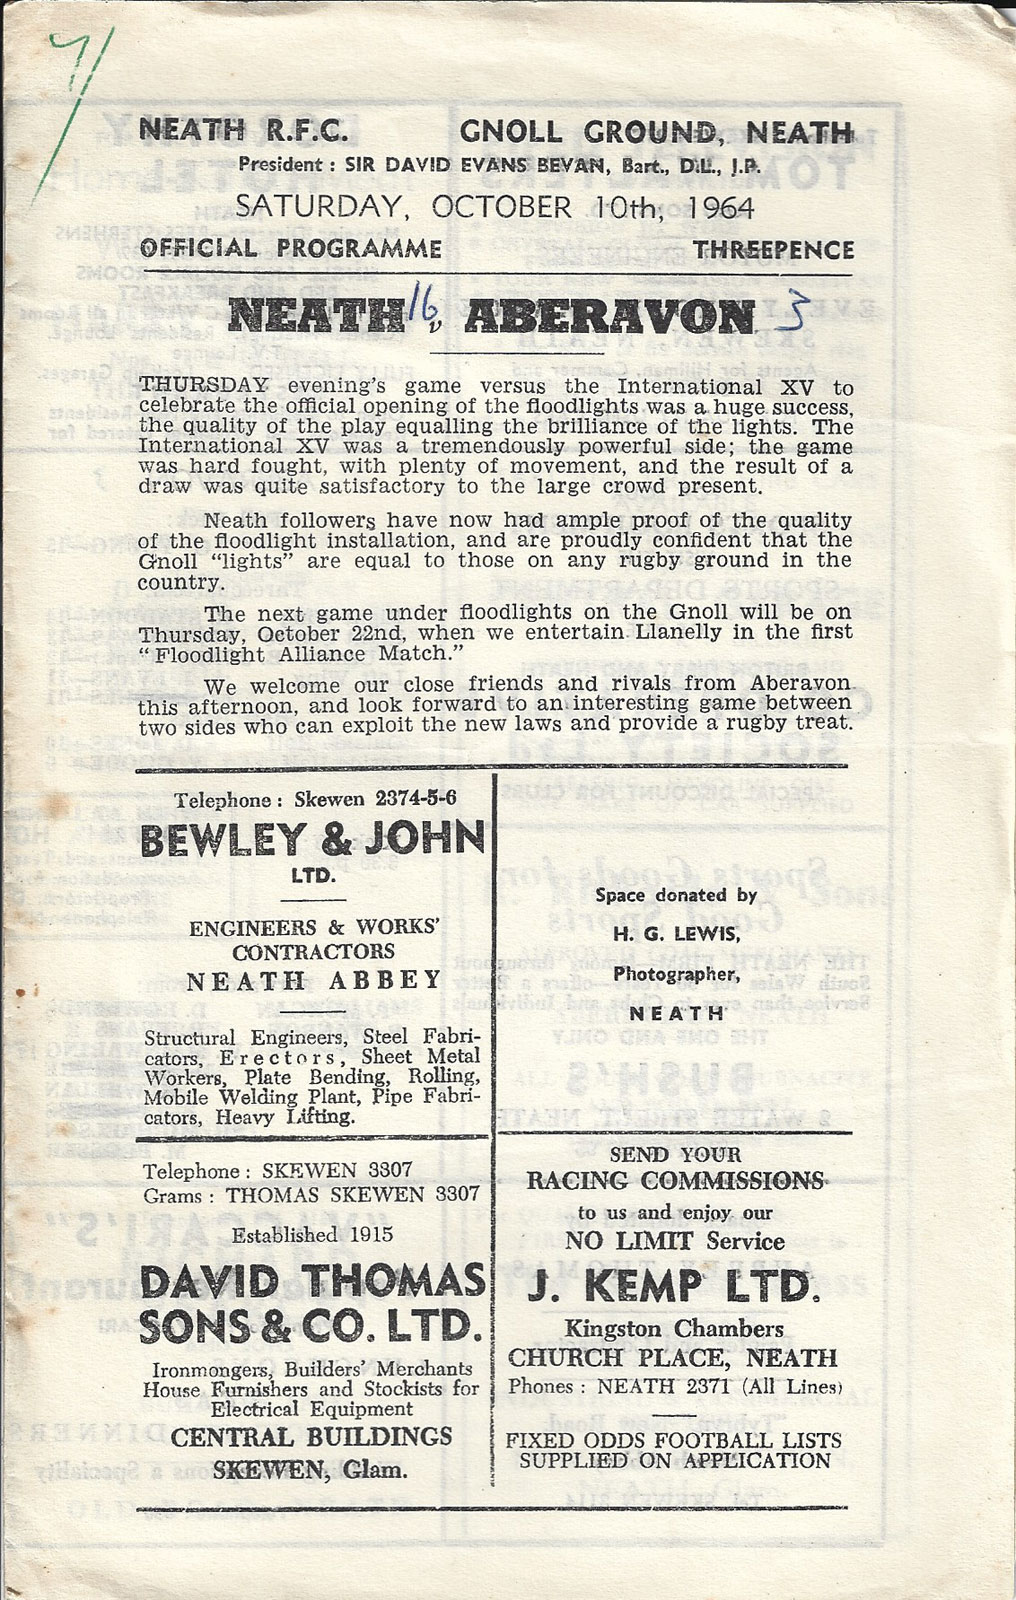 7/
NEATH R.F.C. GNOLL GROUND, NEATH
President : SIR DAVID EVANS BEVAN, Bart., D.L., J.P.
SATURDAY, OCTOBER 10th, 1964
OFFICIAL PROGRAMME THREEPENCE
NEATH 16 v. ABERAVON 3
THURSDAY evening's game versus the International XV to
celebrate the official opening of the floodlights was a huge success,
the quality of the play equalling the brilliance of the lights. The
International XV was a tremendously powerful side; the game
was hard fought, with plenty of movement, and the result of a
draw was quite satisfactory to the large crowd present.
Neath followers have now had ample proof of the quality
of the floodlight installation, and are proudly confident that the
Gnoll "lights" are equal to those on any rugby ground in the
country.
The next game under floodlights on the Gnoll will be on
Thursday, October 22nd, when we entertain Llanelly in the first
" Floodlight Alliance Match."
We welcome our close friends and rivals from Aberavon
this afternoon, and look forward to an interesting game between
two sides who can exploit the new laws and provide a rugby treat.
Telephone : Skewen 2374-5-6
BEWLEY & JOHN
LTD.
ENGINEERS & WORKS'
CONTRACTORS
NEATH ABBEY
Structural Engineers, Steel Fabri-
cators, Erectors, Sheet Metal
Workers, Plate Bending, Rolling,
Mobile Welding Plant, Pipe Fabri-
cators, Heavy Lifting.
Space donated by
H. G. LEWIS,
Photographer,
NEATH
Telephone : SKEWEN 3307
Grams : THOMAS SKEWEN 3307
Established 1915
DAVID THOMAS
SONS & CO. LTD.
Ironmongers, Builders' Merchants
House Furnishers and Stockists for
Electrical Equipment
CENTRAL BUILDINGS
SKEWEN, Glam.
SEND YOUR
RACING COMMISSIONS
to us and enjoy our
NO LIMIT Service
J. KEMP LTD.
Kingston Chambers
CHURCH PLACE, NEATH
Phones : NEATH 2371 (All Lines)
FIXED ODDS FOOTBALL LISTS
SUPPLIED ON APPLICATION